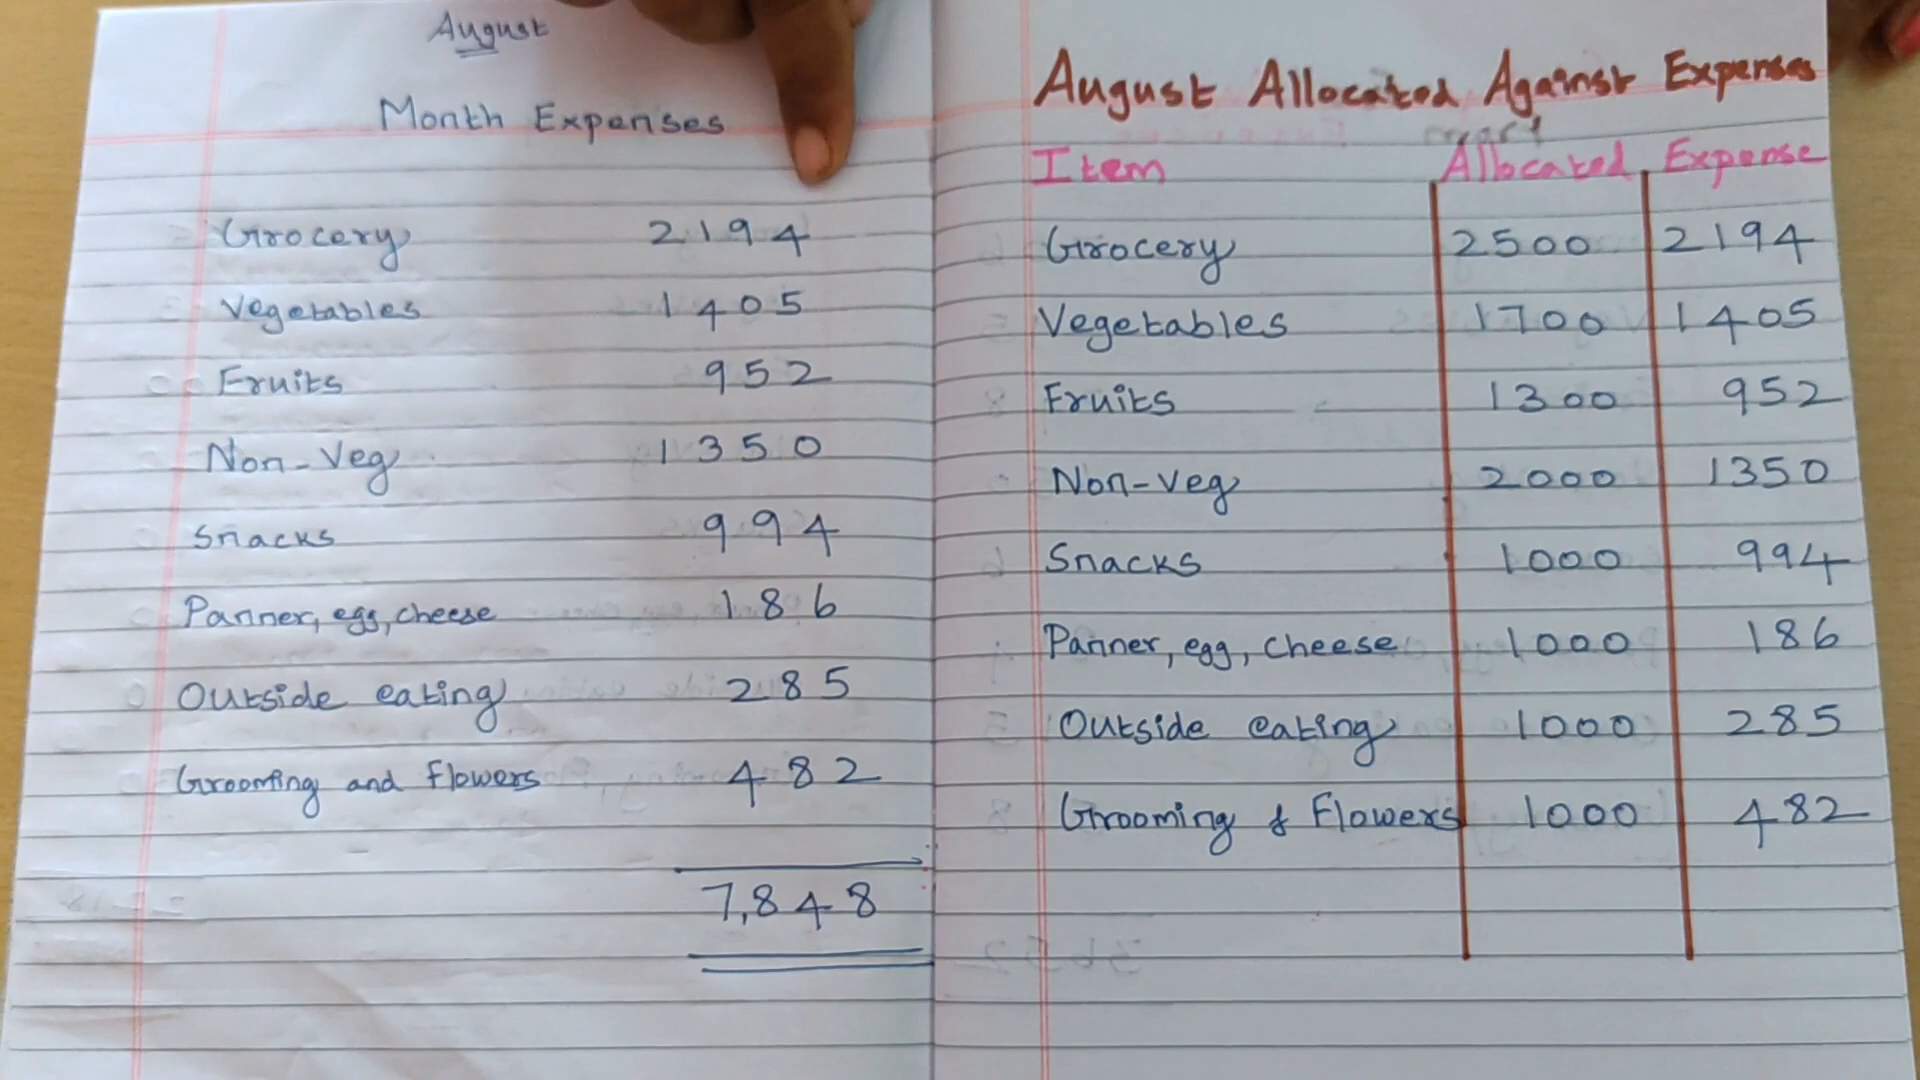 August
Month Expenses
Grocery 2194
Vegetables 1405
Fruits 952
Non-Veg 1350
Snacks 994
Panner, egg, cheese 186
Outside eating 285
Grooming and Flowers 482
7,848
August Allocated Against Expenses
Item Allocated Expense
Grocery 2500 2194
Vegetables 1700 1405
Fruits 1300 952
Non-veg 2000 1350
Snacks 1000 994
Panner, egg, cheese 1000 186
Outside eating 1000 285
Grooming & Flowers 1000 482